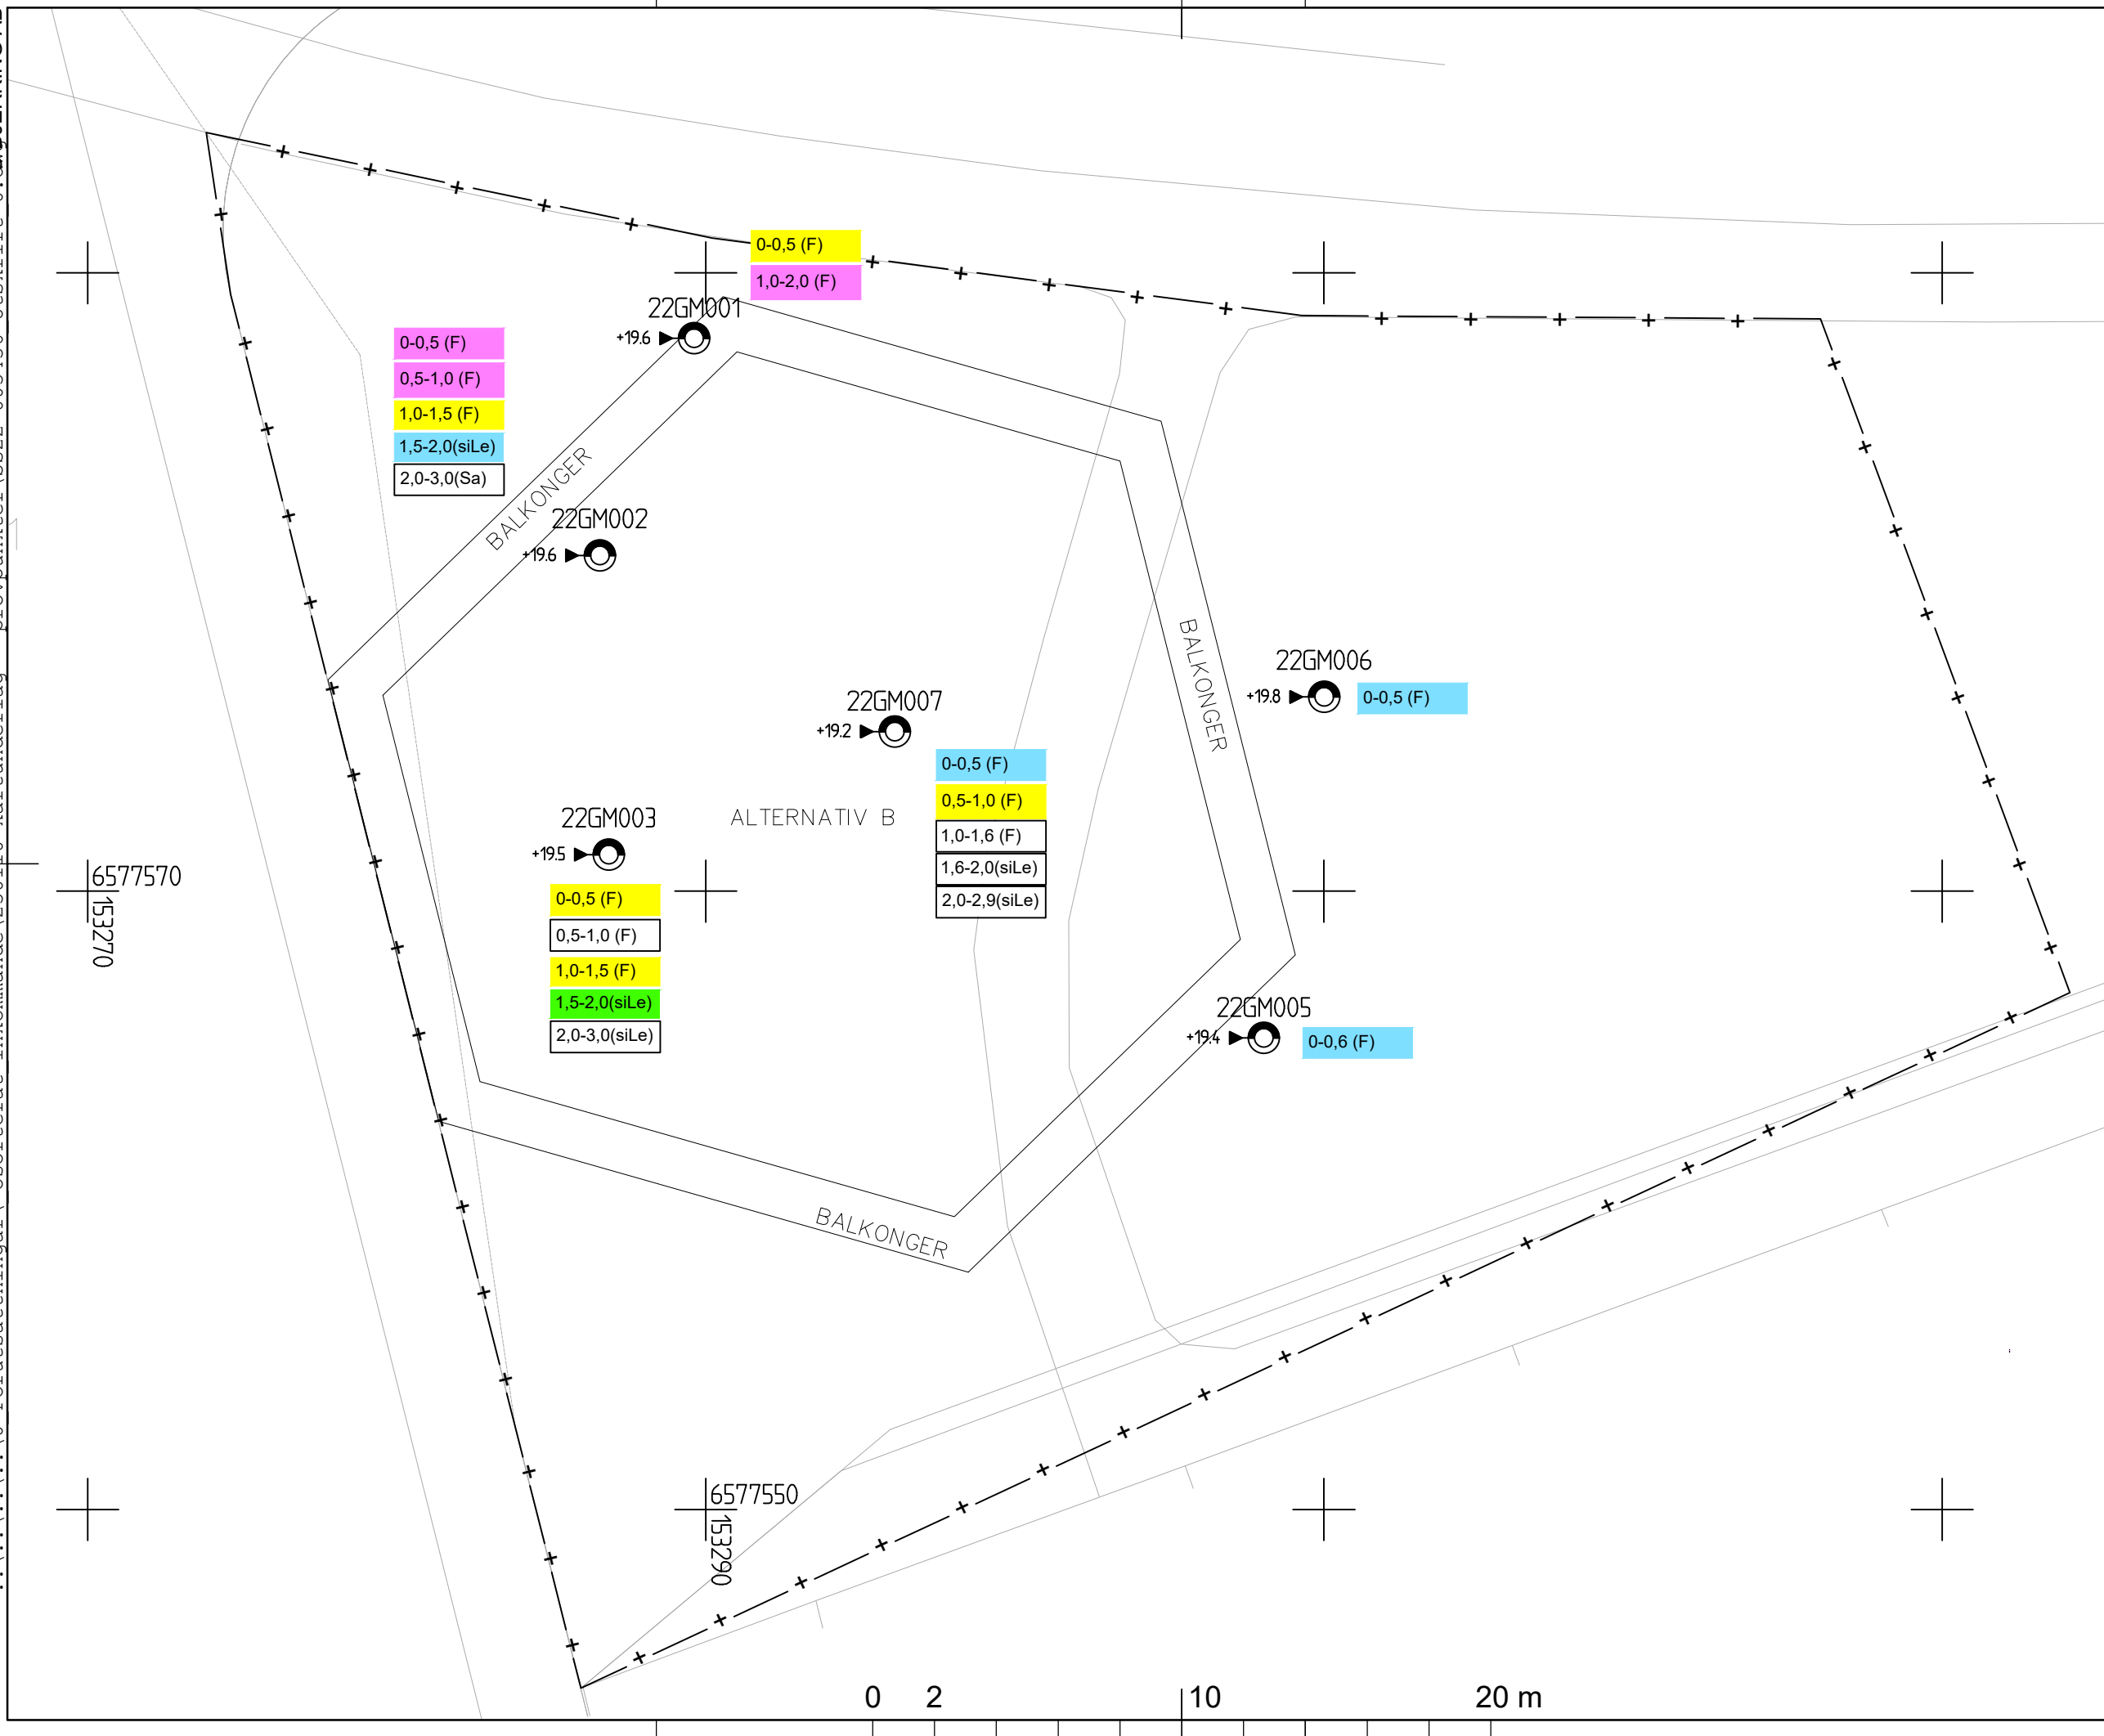 0-0,5 (F)
1,0-2,0 (F)
22GM001
+19.6
0-0,5 (F)
0,5-1,0 (F)
1,0-1,5 (F)
1,5-2,0(siLe)
2,0-3,0(Sa)
BALKONGER
22GM002
+19.6
BALKONGER
22GM006
+19.8
0-0,5 (F)
22GM007
+19.2
0-0,5 (F)
0,5-1,0 (F)
1,0-1,6 (F)
1,6-2,0(siLe)
2,0-2,9(siLe)
ALTERNATIV B
22GM003
+19.5
0-0,5 (F)
0,5-1,0 (F)
1,0-1,5 (F)
1,5-2,0(siLe)
2,0-3,0(siLe)
6577570
153270
22GM005
+19.4
0-0,6 (F)
BALKONGER
6577550
153290
0 2 10 20 m